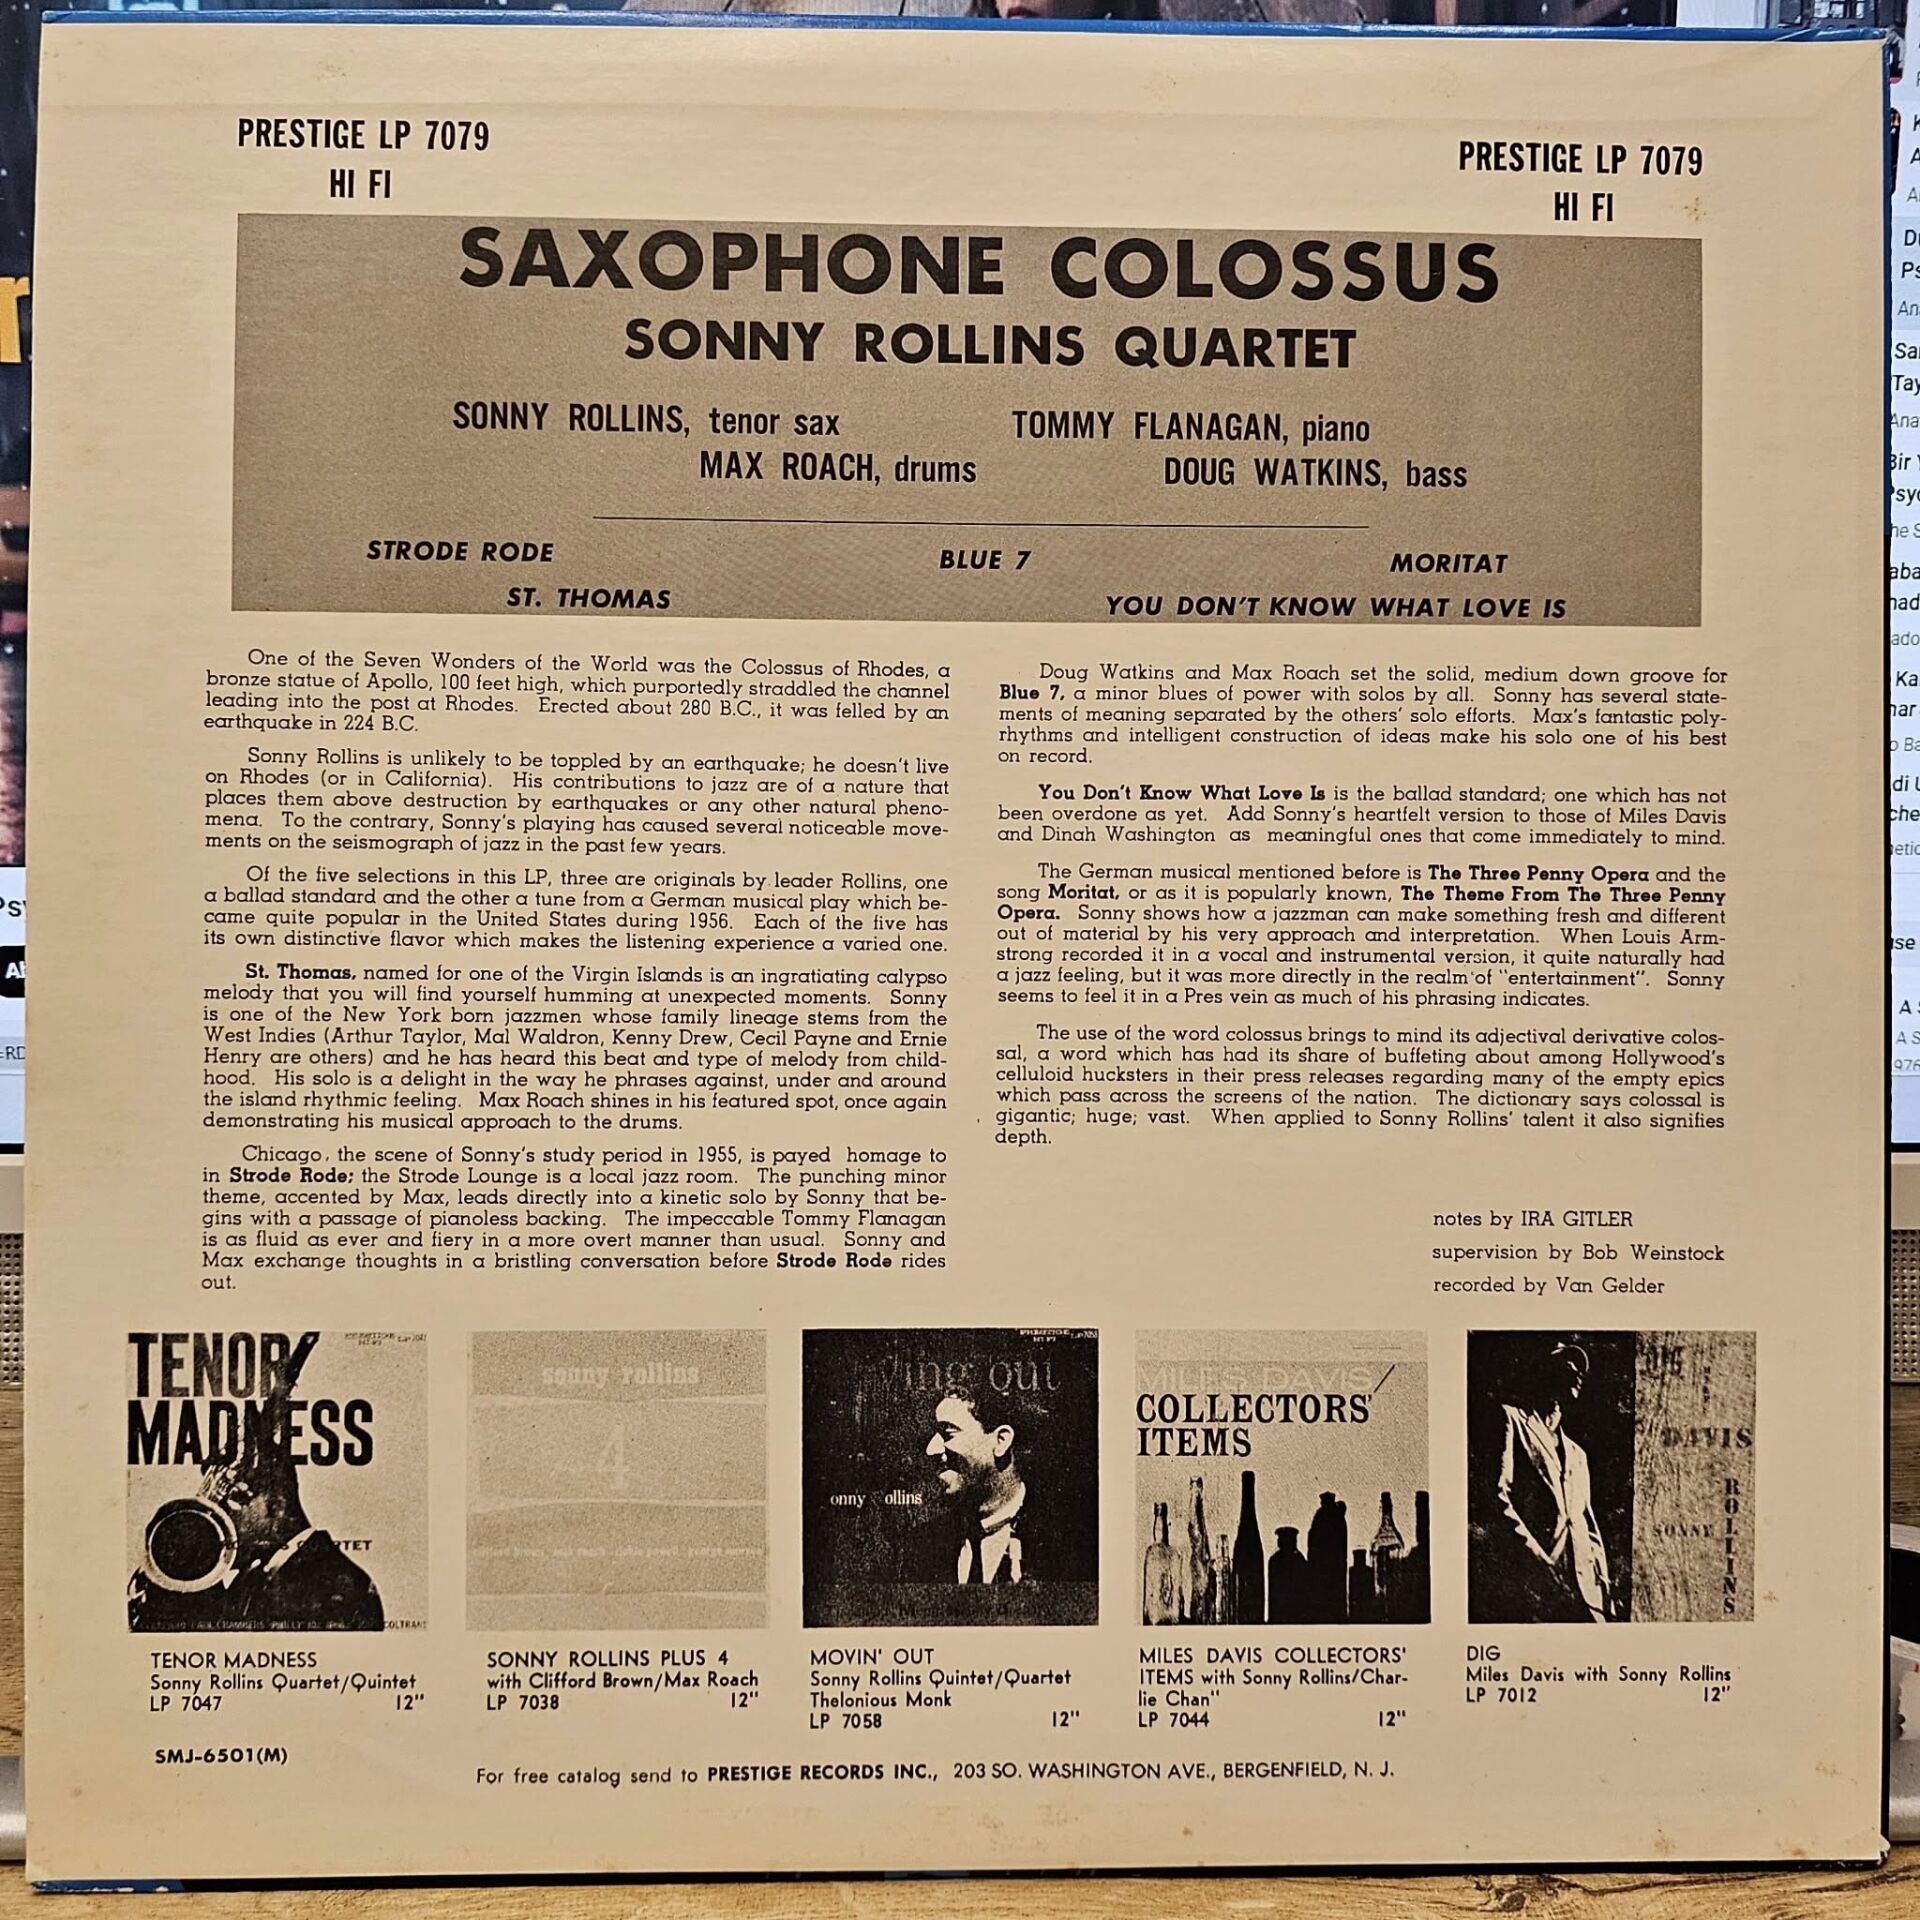 PRESTIGE LP 7079
HI FI
PRESTIGE LP 7079
HI FI
SAXOPHONE COLOSSUS
SONNY ROLLINS QUARTET
SONNY ROLLINS, tenor sax
TOMMY FLANAGAN, piano
MAX ROACH, drums
DOUG WATKINS, bass
STRODE RODE
BLUE 7
MORITAT
ST. THOMAS
YOU DON'T KNOW WHAT LOVE IS
One of the Seven Wonders of the World was the Colossus of Rhodes, a
bronze statue of Apollo, 100 feet high, which purportedly straddled the channel
leading into the post at Rhodes. Erected about 280 B.C., it was felled by an
earthquake in 224 B.C.
Sonny Rollins is unlikely to be toppled by an earthquake; he doesn't live
on Rhodes (or in California). His contributions to jazz are of a nature that
places them above destruction by earthquakes or any other natural pheno-
mena. To the contrary, Sonny's playing has caused several noticeable move-
ments on the seismograph of jazz in the past few years.
Of the five selections in this LP, three are originals by leader Rollins, one
a ballad standard and the other a tune from a German musical play which be-
came quite popular in the United States during 1956. Each of the five has
its own distinctive flavor which makes the listening experience a varied one.
St. Thomas, named for one of the Virgin Islands is an ingratiating calypso
melody that you will find yourself humming at unexpected moments. Sonny
is one of the New York born jazzmen whose family lineage stems from the
West Indies (Arthur Taylor, Mal Waldron, Kenny Drew, Cecil Payne and Ernie
Henry are others) and he has heard this beat and type of melody from child-
hood. His solo is a delight in the way he phrases against, under and around
the island rhythmic feeling. Max Roach shines in his featured spot, once again
demonstrating his musical approach to the drums.
Chicago, the scene of Sonny's study period in 1955, is payed homage to
in Strode Rode; the Strode Lounge is a local jazz room. The punching minor
theme, accented by Max, leads directly into a kinetic solo by Sonny that be-
gins with a passage of pianoless backing. The impeccable Tommy Flanagan
is as fluid as ever and fiery in a more overt manner than usual. Sonny and
Max exchange thoughts in a bristling conversation before Strode Rode rides
out.
Doug Watkins and Max Roach set the solid, medium down groove for
Blue 7, a minor blues of power with solos by all. Sonny has several state-
ments of meaning separated by the others' solo efforts. Max's fantastic poly-
rhythms and intelligent construction of ideas make his solo one of his best
on record.
You Don't Know What Love Is is the ballad standard; one which has not
been overdone as yet. Add Sonny's heartfelt version to those of Miles Davis
and Dinah Washington as meaningful ones that come immediately to mind.
The German musical mentioned before is The Three Penny Opera and the
song Moritat, or as it is popularly known, The Theme From The Three Penny
Opera. Sonny shows how a jazzman can make something fresh and different
out of material by his very approach and interpretation. When Louis Arm-
strong recorded it in a vocal and instrumental version, it quite naturally had
a jazz feeling, but it was more directly in the realm of "entertainment". Sonny
seems to feel it in a Pres vein as much of his phrasing indicates.
The use of the word colossus brings to mind its adjectival derivative colos-
sal, a word which has had its share of buffeting about among Hollywood's
celluloid hucksters in their press releases regarding many of the empty epics
which pass across the screens of the nation. The dictionary says colossal is
gigantic; huge; vast. When applied to Sonny Rollins' talent it also signifies
depth.
notes by IRA GITLER
supervision by Bob Weinstock
recorded by Van Gelder
TENOR
MADNESS
sonny rollins
4
ving out
onny ollins
MILES DAVIS
COLLECTORS'
ITEMS
DIG
DAVIS
SONNY
ROLLINS
TENOR MADNESS
Sonny Rollins Quartet/Quintet
LP 7047 12"
SONNY ROLLINS PLUS 4
with Clifford Brown/Max Roach
LP 7038 12"
MOVIN' OUT
Sonny Rollins Quintet/Quartet
Thelonious Monk
LP 7058 12"
MILES DAVIS COLLECTORS'
ITEMS with Sonny Rollins/Char-
lie Chan"
LP 7044 12"
DIG
Miles Davis with Sonny Rollins
LP 7012 12"
SMJ-6501(M)
For free catalog send to PRESTIGE RECORDS INC., 203 SO. WASHINGTON AVE., BERGENFIELD, N. J.